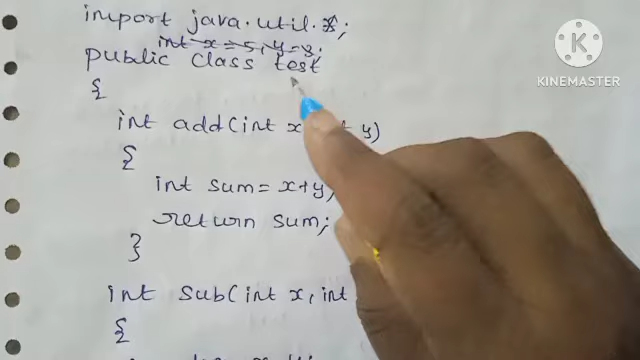 import java.util.*;
int x=5,y=8;
public class test
{
int add(int x y)
{
int sum=x+y;
return sum;
}
int sub(int x, int
{
KINEMASTER